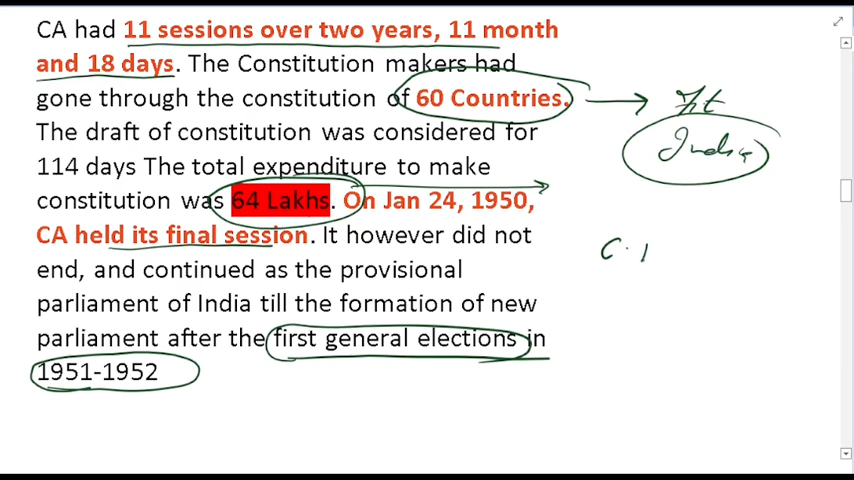 CA had 11 sessions over two years, 11 month
and 18 days. The Constitution makers had
gone through the constitution of 60 Countries.
The draft of constitution was considered for
114 days The total expenditure to make
constitution was 64 Lakhs. On Jan 24, 1950,
CA held its final session. It however did not
end, and continued as the provisional
parliament of India till the formation of new
parliament after the first general elections in
1951-1952
India